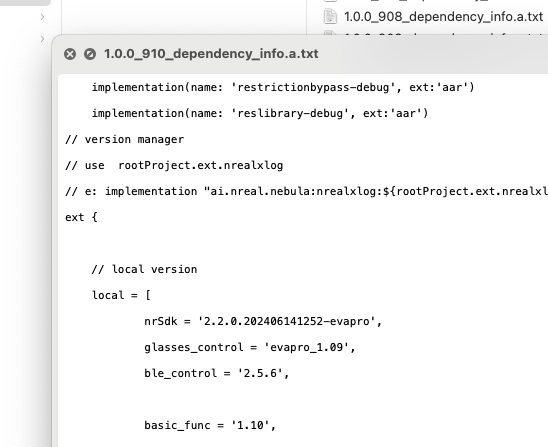 1.0.0_908_dependency_info.a.txt
1.0.0_910_dependency_info.a.txt
implementation(name: 'restrictionbypass-debug', ext:'aar')
implementation(name: 'reslibrary-debug', ext:'aar')
// version manager
// use  rootProject.ext.nrealxlog
// e: implementation "ai.nreal.nebula:nrealxlog:${rootProject.ext.nrealxl
ext {
// local version
local = [
nrSdk = '2.2.0.202406141252-evapro',
glasses_control = 'evapro_1.09',
ble_control = '2.5.6',
basic_func = '1.10',